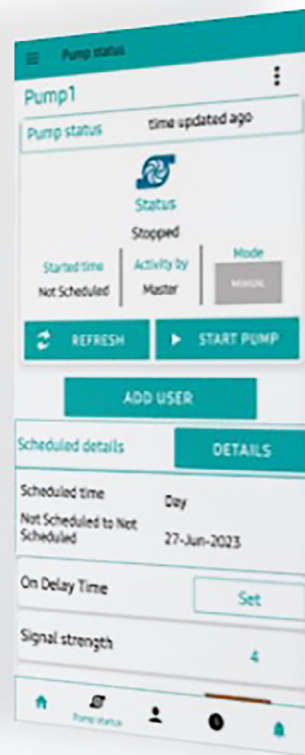 Pump status
Pump1
Pump status time updated ago
Status
Stopped
Started time Activity by Mode
Not Scheduled Master MANUAL
REFRESH START PUMP
ADD USER
Scheduled details DETAILS
Scheduled time Day
Not Scheduled to Not
Scheduled 27-Jun-2023
On Delay Time Set
Signal strength 4
Pump status